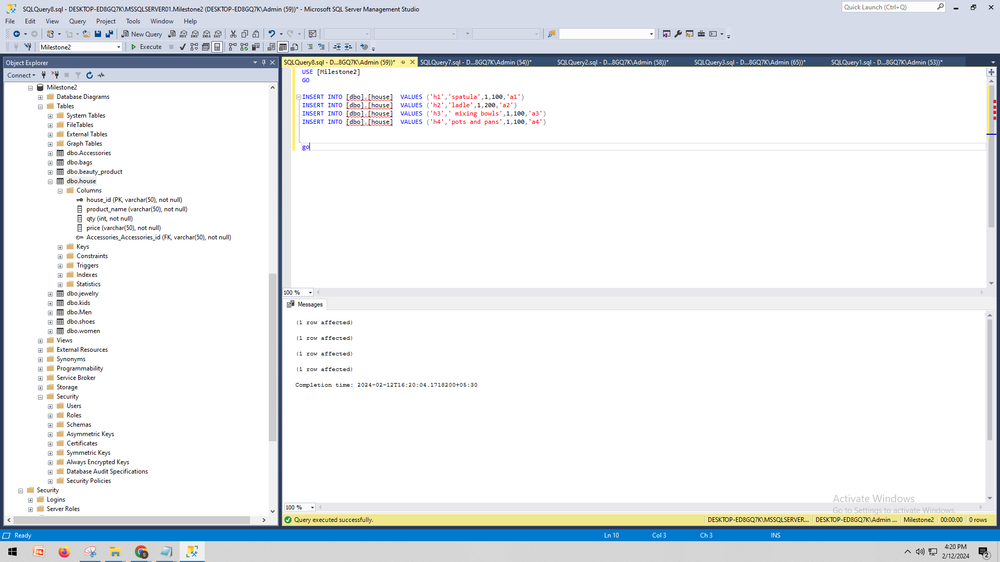 SQLQuery8.sql - DESKTOP-ED8GQ7K\MSSQLSERVER01.Milestone2 (DESKTOP-ED8GQ7K\Admin (59))* - Microsoft SQL Server Management Studio
Quick Launch (Ctrl+Q)
File Edit View Query Project Tools Window Help
New Query MDX DMX XMLA DAX
Milestone2 Execute
Object Explorer
SQLQuery8.sql - D...8GQ7K\Admin (59))* SQLQuery7.sql - D...8GQ7K\Admin (54))* SQLQuery2.sql - D...8GQ7K\Admin (58))* SQLQuery3.sql - D...8GQ7K\Admin (65))* SQLQuery1.sql - D...8GQ7K\Admin (53))*
Connect
Milestone2
Database Diagrams
Tables
System Tables
FileTables
External Tables
Graph Tables
dbo.Accessories
dbo.bags
dbo.beauty_product
dbo.house
Columns
house_id (PK, varchar(50), not null)
product_name (varchar(50), not null)
qty (int, not null)
price (varchar(50), not null)
Accessories_Accessories_id (FK, varchar(50), not null)
Keys
Constraints
Triggers
Indexes
Statistics
dbo.jewelry
dbo.kids
dbo.Men
dbo.shoes
dbo.women
Views
External Resources
Synonyms
Programmability
Service Broker
Storage
Security
Users
Roles
Schemas
Asymmetric Keys
Certificates
Symmetric Keys
Always Encrypted Keys
Database Audit Specifications
Security Policies
Security
Logins
Server Roles
USE [Milestone2]
GO
INSERT INTO [dbo].[house] VALUES ('h1','spatula',1,100,'a1')
INSERT INTO [dbo].[house] VALUES ('h2','ladle',1,200,'a2')
INSERT INTO [dbo].[house] VALUES ('h3',' mixing bowls',1,100,'a3')
INSERT INTO [dbo].[house] VALUES ('h4','pots and pans',1,100,'a4')
go
100 %
Messages
(1 row affected)
(1 row affected)
(1 row affected)
(1 row affected)
Completion time: 2024-02-12T16:20:04.1718200+05:30
Activate Windows
Go to Settings to activate Windows.
100 %
Query executed successfully. DESKTOP-ED8GQ7K\MSSQLSERVER... DESKTOP-ED8GQ7K\Admin ... Milestone2 00:00:00 0 rows
Ready Ln 10 Col 3 Ch 3 INS
4:20 PM
2/12/2024
2